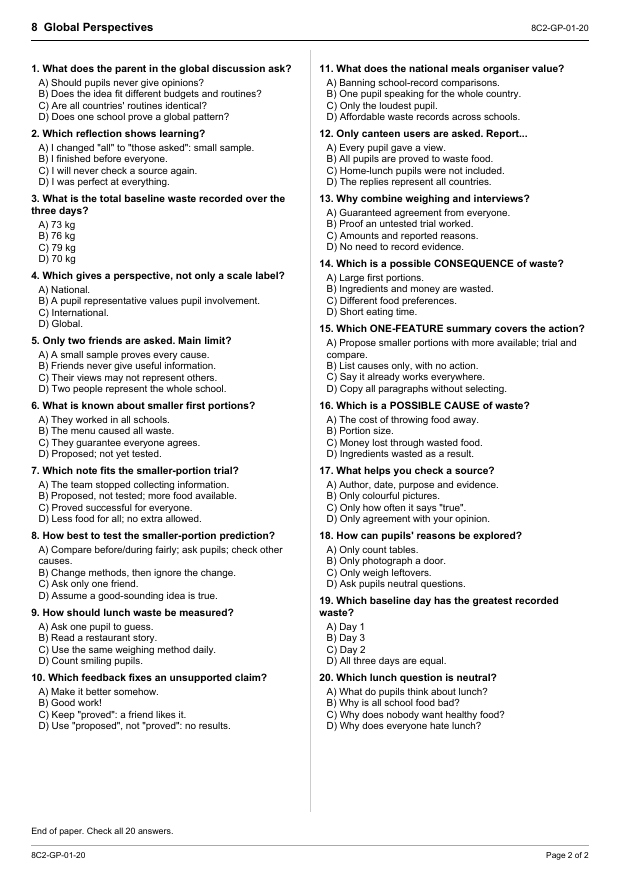 8 Global Perspectives
8C2-GP-01-20
1. What does the parent in the global discussion ask?
A) Should pupils never give opinions?
B) Does the idea fit different budgets and routines?
C) Are all countries' routines identical?
D) Does one school prove a global pattern?
2. Which reflection shows learning?
A) I changed "all" to "those asked": small sample.
B) I finished before everyone.
C) I will never check a source again.
D) I was perfect at everything.
3. What is the total baseline waste recorded over the
three days?
A) 73 kg
B) 76 kg
C) 79 kg
D) 70 kg
4. Which gives a perspective, not only a scale label?
A) National.
B) A pupil representative values pupil involvement.
C) International.
D) Global.
5. Only two friends are asked. Main limit?
A) A small sample proves every cause.
B) Friends never give useful information.
C) Their views may not represent others.
D) Two people represent the whole school.
6. What is known about smaller first portions?
A) They worked in all schools.
B) The menu caused all waste.
C) They guarantee everyone agrees.
D) Proposed; not yet tested.
7. Which note fits the smaller-portion trial?
A) The team stopped collecting information.
B) Proposed, not tested; more food available.
C) Proved successful for everyone.
D) Less food for all; no extra allowed.
8. How best to test the smaller-portion prediction?
A) Compare before/during fairly; ask pupils; check other
causes.
B) Change methods, then ignore the change.
C) Ask only one friend.
D) Assume a good-sounding idea is true.
9. How should lunch waste be measured?
A) Ask one pupil to guess.
B) Read a restaurant story.
C) Use the same weighing method daily.
D) Count smiling pupils.
10. Which feedback fixes an unsupported claim?
A) Make it better somehow.
B) Good work!
C) Keep "proved": a friend likes it.
D) Use "proposed", not "proved": no results.
11. What does the national meals organiser value?
A) Banning school-record comparisons.
B) One pupil speaking for the whole country.
C) Only the loudest pupil.
D) Affordable waste records across schools.
12. Only canteen users are asked. Report...
A) Every pupil gave a view.
B) All pupils are proved to waste food.
C) Home-lunch pupils were not included.
D) The replies represent all countries.
13. Why combine weighing and interviews?
A) Guaranteed agreement from everyone.
B) Proof an untested trial worked.
C) Amounts and reported reasons.
D) No need to record evidence.
14. Which is a possible CONSEQUENCE of waste?
A) Large first portions.
B) Ingredients and money are wasted.
C) Different food preferences.
D) Short eating time.
15. Which ONE-FEATURE summary covers the action?
A) Propose smaller portions with more available; trial and
compare.
B) List causes only, with no action.
C) Say it already works everywhere.
D) Copy all paragraphs without selecting.
16. Which is a POSSIBLE CAUSE of waste?
A) The cost of throwing food away.
B) Portion size.
C) Money lost through wasted food.
D) Ingredients wasted as a result.
17. What helps you check a source?
A) Author, date, purpose and evidence.
B) Only colourful pictures.
C) Only how often it says "true".
D) Only agreement with your opinion.
18. How can pupils' reasons be explored?
A) Only count tables.
B) Only photograph a door.
C) Only weigh leftovers.
D) Ask pupils neutral questions.
19. Which baseline day has the greatest recorded
waste?
A) Day 1
B) Day 3
C) Day 2
D) All three days are equal.
20. Which lunch question is neutral?
A) What do pupils think about lunch?
B) Why is all school food bad?
C) Why does nobody want healthy food?
D) Why does everyone hate lunch?
End of paper. Check all 20 answers.
8C2-GP-01-20
Page 2 of 2